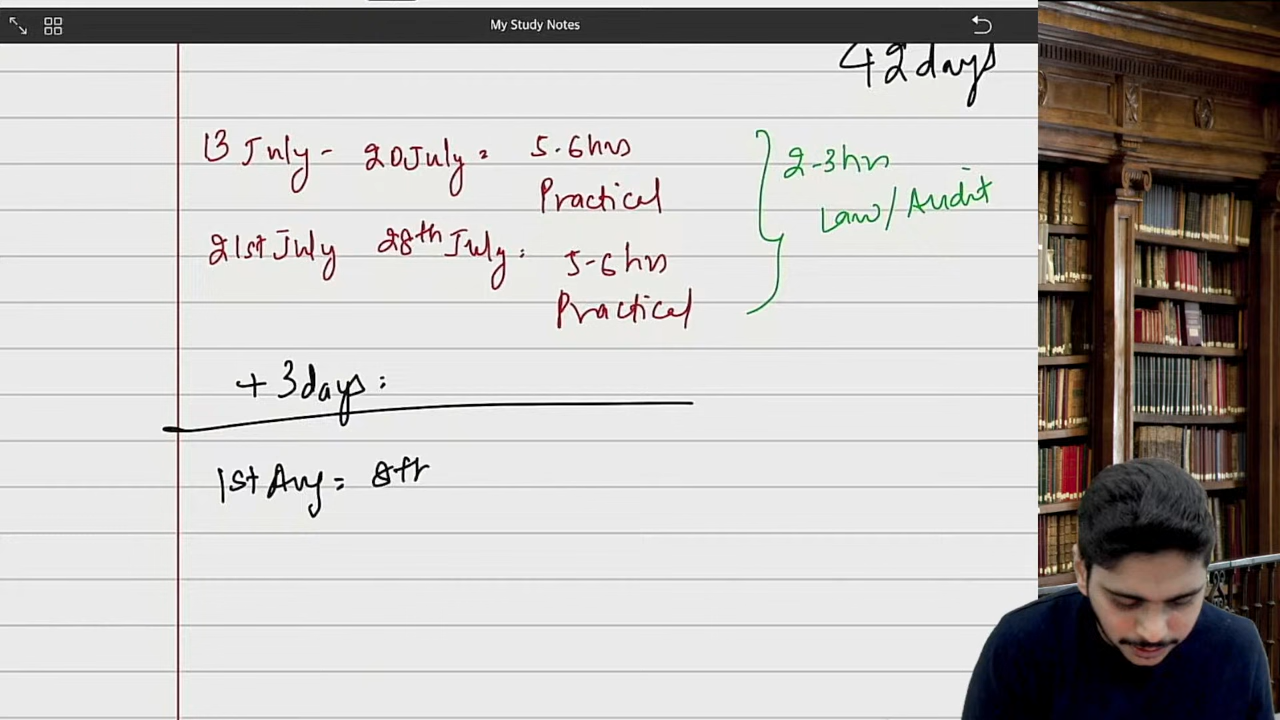 My Study Notes
42 days
13 July - 20 July = 5-6 hrs
Practical
2-3 hrs
Law/Audit
21st July 28th July = 5-6 hrs
Practical
+ 3 days =
1st Aug = 8th